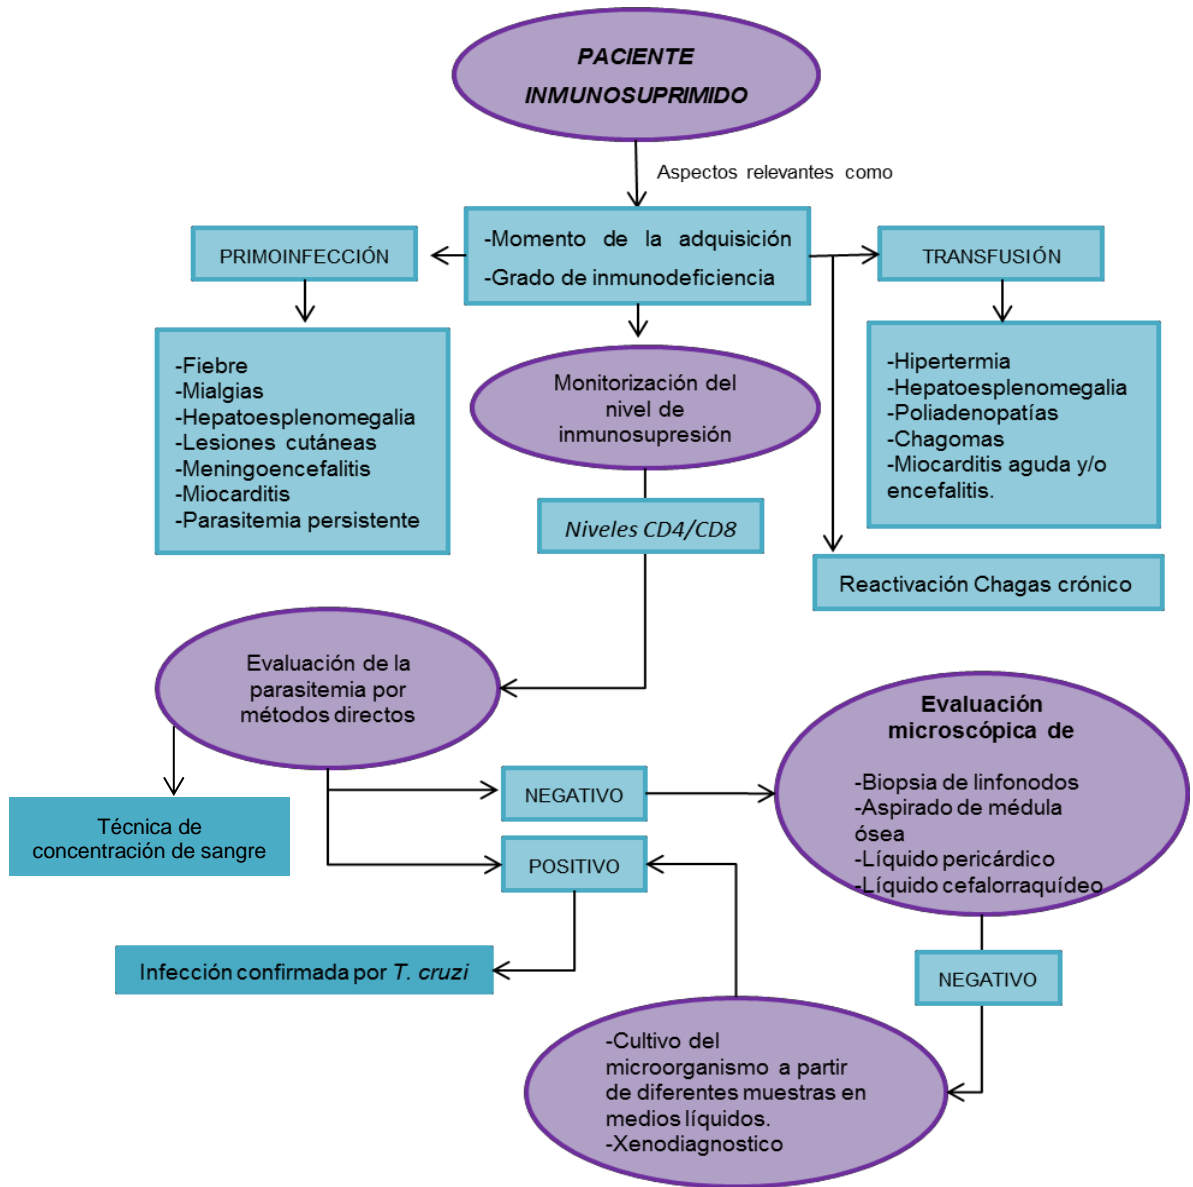 PACIENTE
INMUNOSUPRIMIDO
Aspectos relevantes como
-Momento de la adquisición
-Grado de inmunodeficiencia
PRIMOINFECCIÓN
TRANSFUSIÓN
-Fiebre
-Mialgias
-Hepatoesplenomegalia
-Lesiones cutáneas
-Meningoencefalitis
-Miocarditis
-Parasitemia persistente
Monitorización del
nivel de
inmunosupresión
-Hipertermia
-Hepatoesplenomegalia
-Poliadenopatías
-Chagomas
-Miocarditis aguda y/o
encefalitis.
Niveles CD4/CD8
Reactivación Chagas crónico
Evaluación de la
parasitemia por
métodos directos
Evaluación
microscópica de
-Biopsia de linfonodos
-Aspirado de médula
ósea
-Líquido pericárdico
-Líquido cefalorraquídeo
NEGATIVO
Técnica de
concentración de sangre
POSITIVO
Infección confirmada por T. cruzi
NEGATIVO
-Cultivo del
microorganismo a partir
de diferentes muestras en
medios líquidos.
-Xenodiagnostico